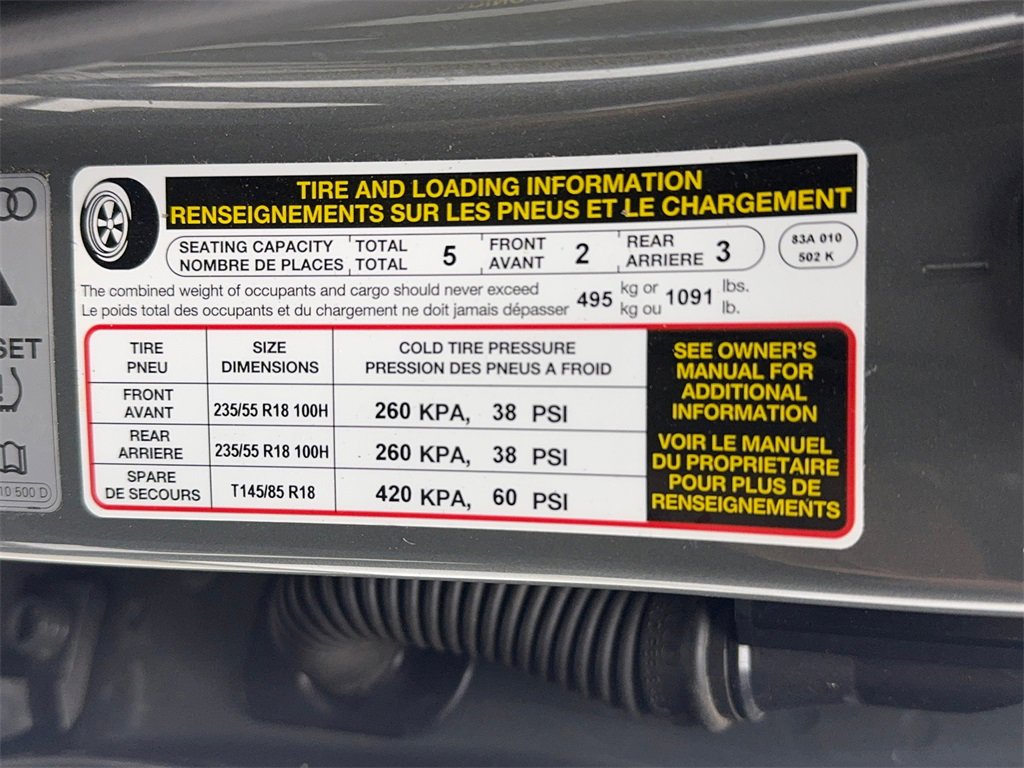 TIRE AND LOADING INFORMATION
RENSEIGNEMENTS SUR LES PNEUS ET LE CHARGEMENT
SEATING CAPACITY TOTAL 5 FRONT 2 REAR 3
NOMBRE DE PLACES TOTAL AVANT ARRIERE
83A 010
502 K
The combined weight of occupants and cargo should never exceed 495 kg or 1091 lbs.
Le poids total des occupants et du chargement ne doit jamais dépasser kg ou lb.
TIRE SIZE COLD TIRE PRESSURE
PNEU DIMENSIONS PRESSION DES PNEUS A FROID
FRONT
AVANT 235/55 R18 100H 260 KPA, 38 PSI
REAR
ARRIERE 235/55 R18 100H 260 KPA, 38 PSI
SPARE
DE SECOURS T145/85 R18 420 KPA, 60 PSI
SEE OWNER'S
MANUAL FOR
ADDITIONAL
INFORMATION
VOIR LE MANUEL
DU PROPRIETAIRE
POUR PLUS DE
RENSEIGNEMENTS
SET
10 500 D